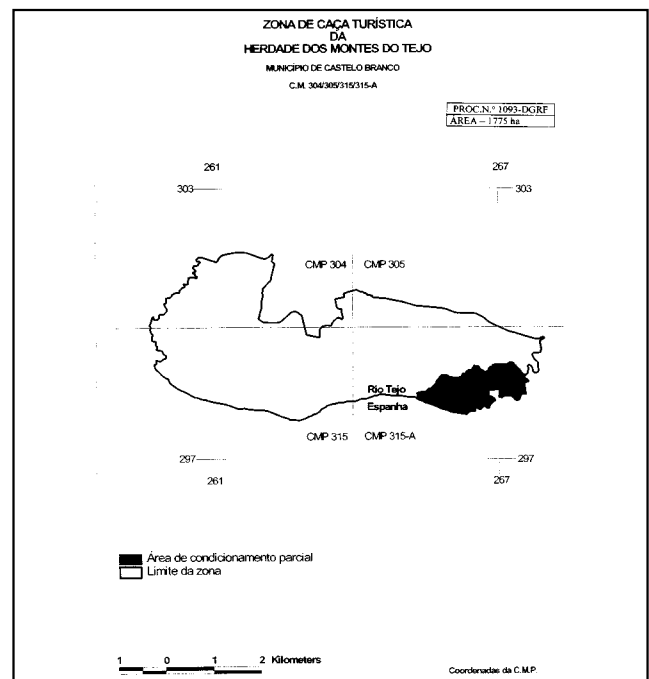 ZONA DE CAÇA TURÍSTICA
DA
HERDADE DOS MONTES DO TEJO
MUNICÍPIO DE CASTELO BRANCO
C.M. 304/305/315/315-A
PROC.N.º 1093-DGRF
ÁREA – 1775 ha
261 267
303 303
CMP 304 CMP 305
Rio Tejo
Espanha
CMP 315 CMP 315-A
297 297
261 267
Área de condicionamento parcial
Limite da zona
1 0 1 2 Kilometers
Coordenadas da C.M.P.